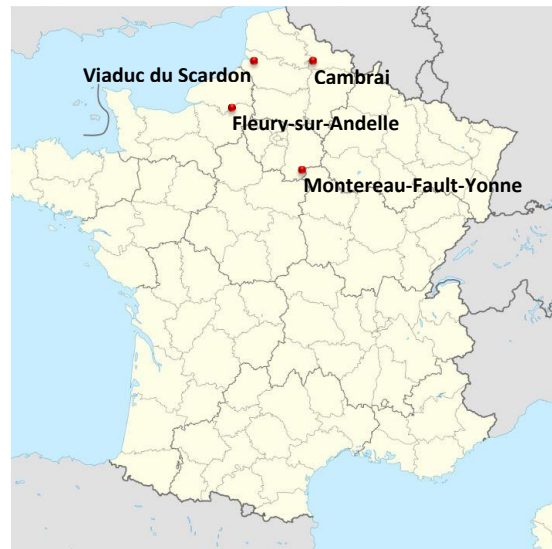 Viaduc du Scardon
Cambrai
Fleury-sur-Andelle
Montereau-Fault-Yonne